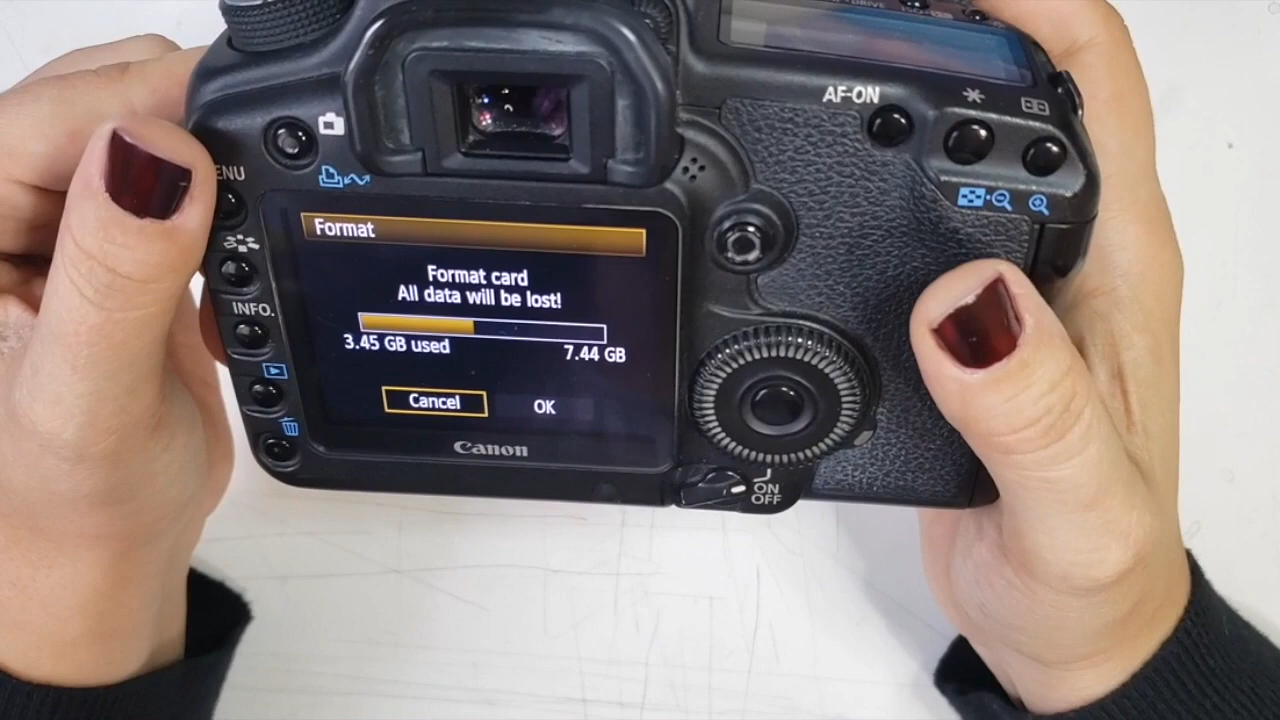 AF-ON
ENU
INFO.
Format
Format card
All data will be lost!
3.45 GB used
7.44 GB
Cancel
OK
Canon
ON
OFF